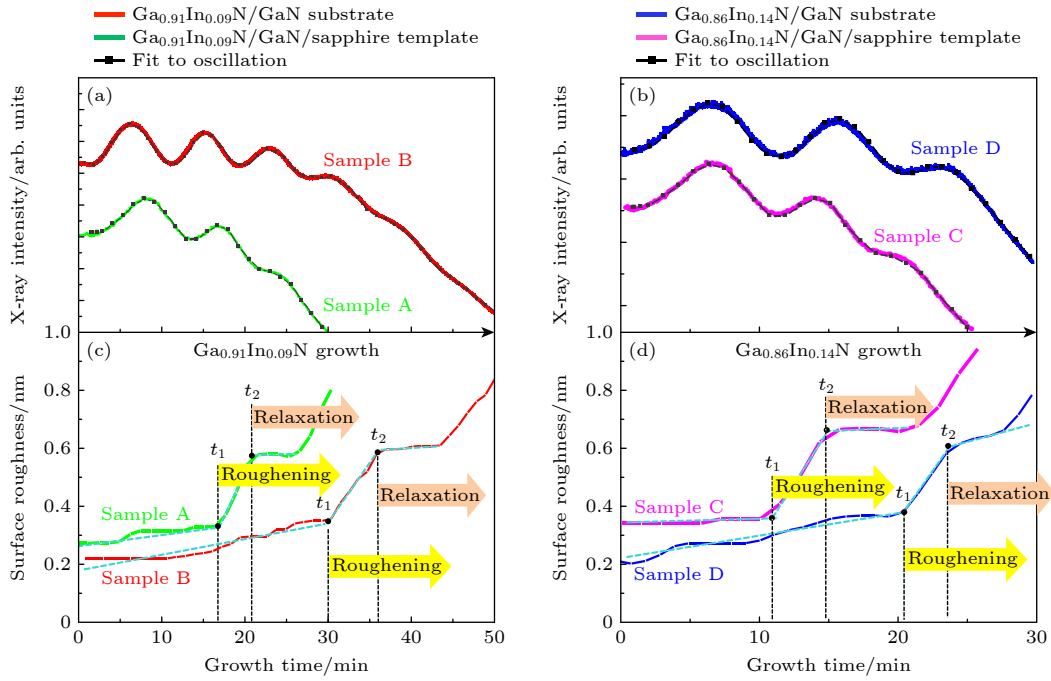 Ga0.91In0.09N/GaN substrate
Ga0.91In0.09N/GaN/sapphire template
Fit to oscillation
Ga0.86In0.14N/GaN substrate
Ga0.86In0.14N/GaN/sapphire template
Fit to oscillation
(a)
Sample B
Sample A
X-ray intensity/arb. units
1.0
(b)
Sample D
Sample C
X-ray intensity/arb. units
1.0
(c)
Ga0.91In0.09N growth
t2
Relaxation
t1
Roughening
t2
Relaxation
t1
Roughening
Sample A
Sample B
Surface roughness/nm
0.8
0.6
0.4
0.2
0
0
10
20
30
40
50
Growth time/min
(d)
Ga0.86In0.14N growth
t2
Relaxation
t1
Roughening
t2
Relaxation
t1
Roughening
Sample C
Sample D
Surface roughness/nm
0.8
0.6
0.4
0.2
0
0
10
20
30
Growth time/min